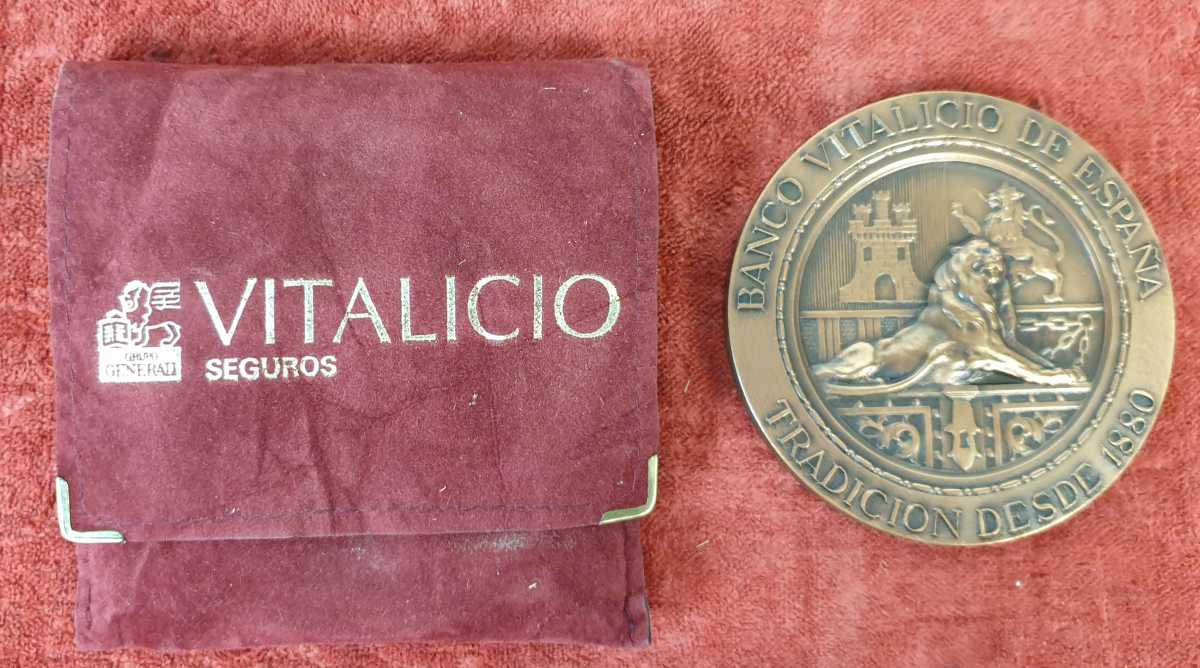 VITALICIO
SEGUROS
GRUPO
GENERALI
BANCO VITALICIO DE ESPAÑA
TRADICION DESDE 1880